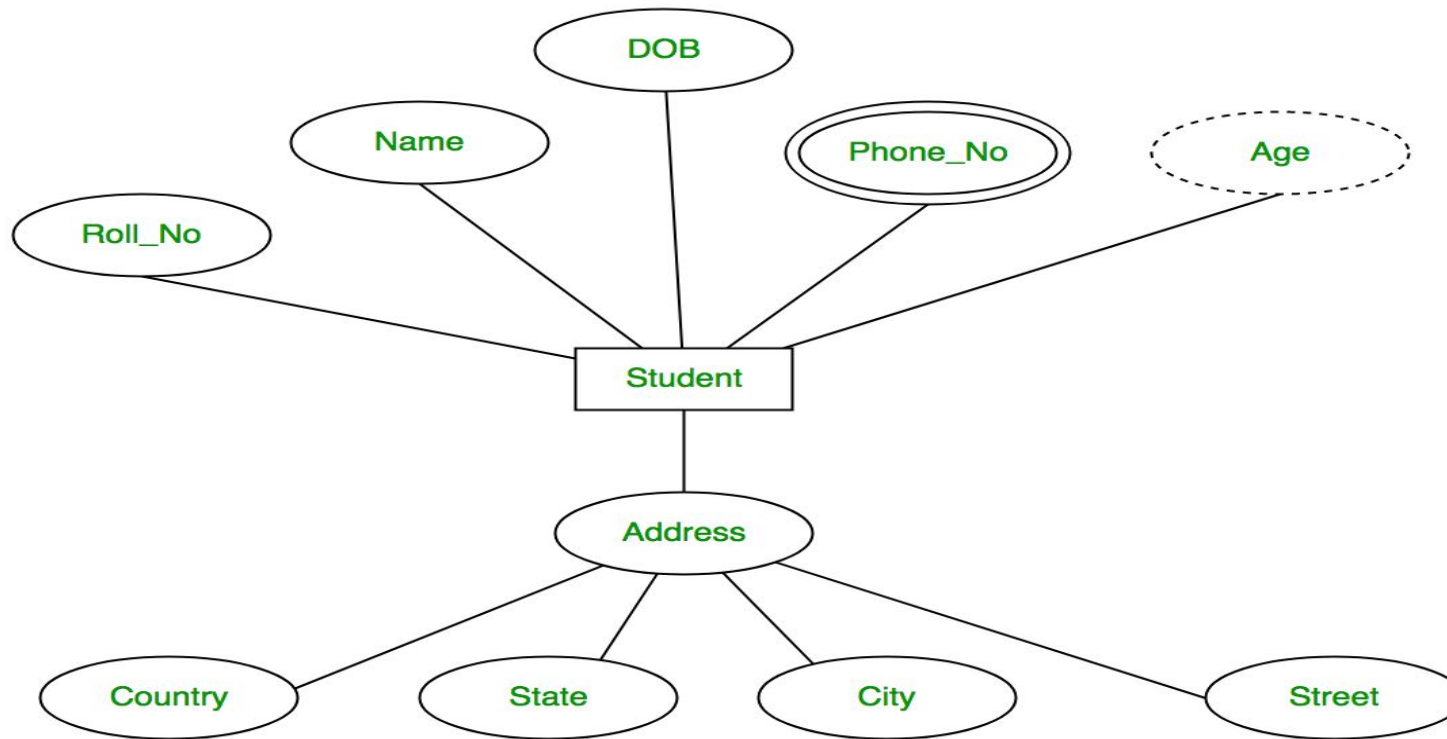 DOB
Name
Phone_No
Age
Roll_No
Student
Address
Country
State
City
Street